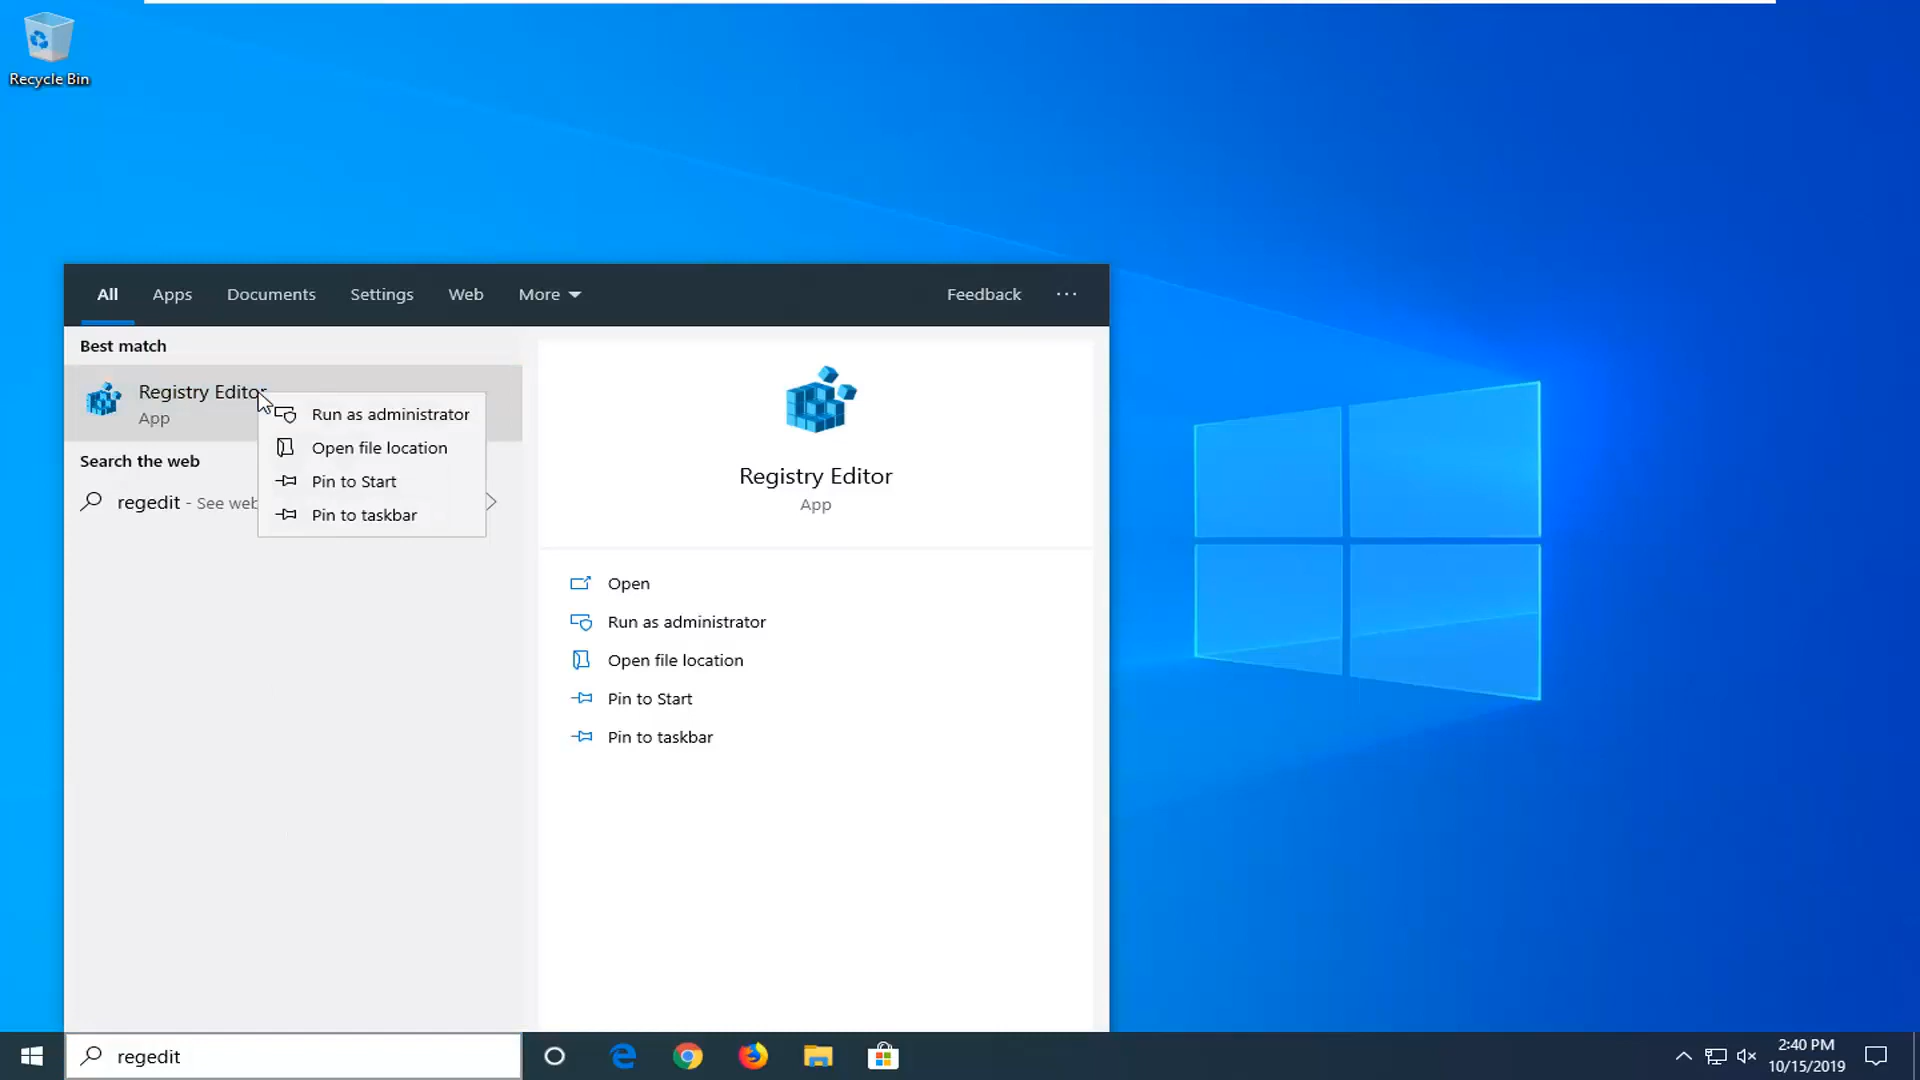 Recycle Bin
All Apps Documents Settings Web More Feedback ...
Best match
Registry Editor
App
Run as administrator
Open file location
Pin to Start
Pin to taskbar
Search the web
regedit - See web
Registry Editor
App
Open
Run as administrator
Open file location
Pin to Start
Pin to taskbar
regedit
2:40 PM
10/15/2019